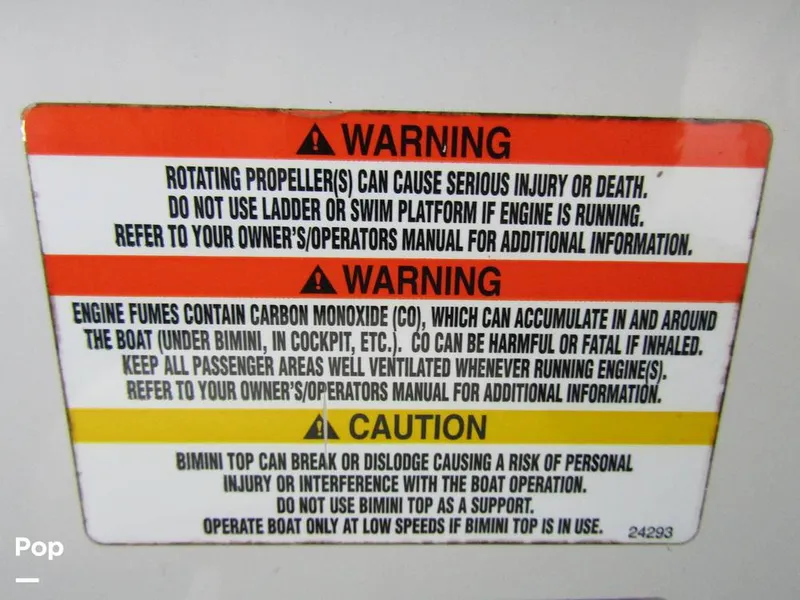 WARNING
ROTATING PROPELLER(S) CAN CAUSE SERIOUS INJURY OR DEATH.
DO NOT USE LADDER OR SWIM PLATFORM IF ENGINE IS RUNNING.
REFER TO YOUR OWNER'S/OPERATORS MANUAL FOR ADDITIONAL INFORMATION.
WARNING
ENGINE FUMES CONTAIN CARBON MONOXIDE (CO), WHICH CAN ACCUMULATE IN AND AROUND
THE BOAT (UNDER BIMINI, IN COCKPIT, ETC.). CO CAN BE HARMFUL OR FATAL IF INHALED.
KEEP ALL PASSENGER AREAS WELL VENTILATED WHENEVER RUNNING ENGINE(S).
REFER TO YOUR OWNER'S/OPERATORS MANUAL FOR ADDITIONAL INFORMATION.
CAUTION
BIMINI TOP CAN BREAK OR DISLODGE CAUSING A RISK OF PERSONAL
INJURY OR INTERFERENCE WITH THE BOAT OPERATION.
DO NOT USE BIMINI TOP AS A SUPPORT.
OPERATE BOAT ONLY AT LOW SPEEDS IF BIMINI TOP IS IN USE.
24293
Pop